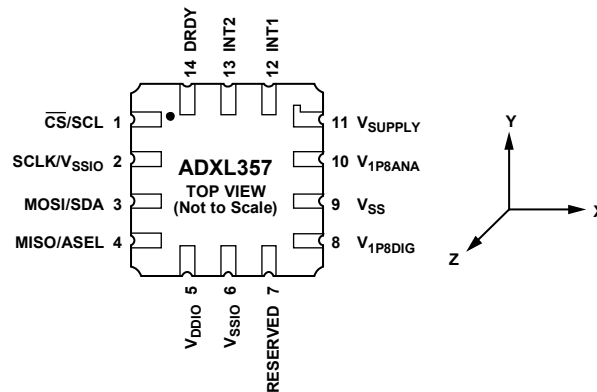 14 DRDY
13 INT2
12 INT1
CS/SCL 1
SCLK/VSSIO 2
MOSI/SDA 3
MISO/ASEL 4
ADXL357
TOP VIEW
(Not to Scale)
11 VSUPPLY
10 V1P8ANA
9 VSS
8 V1P8DIG
VDDIO 5
VSSIO 6
RESERVED 7
Y
X
Z